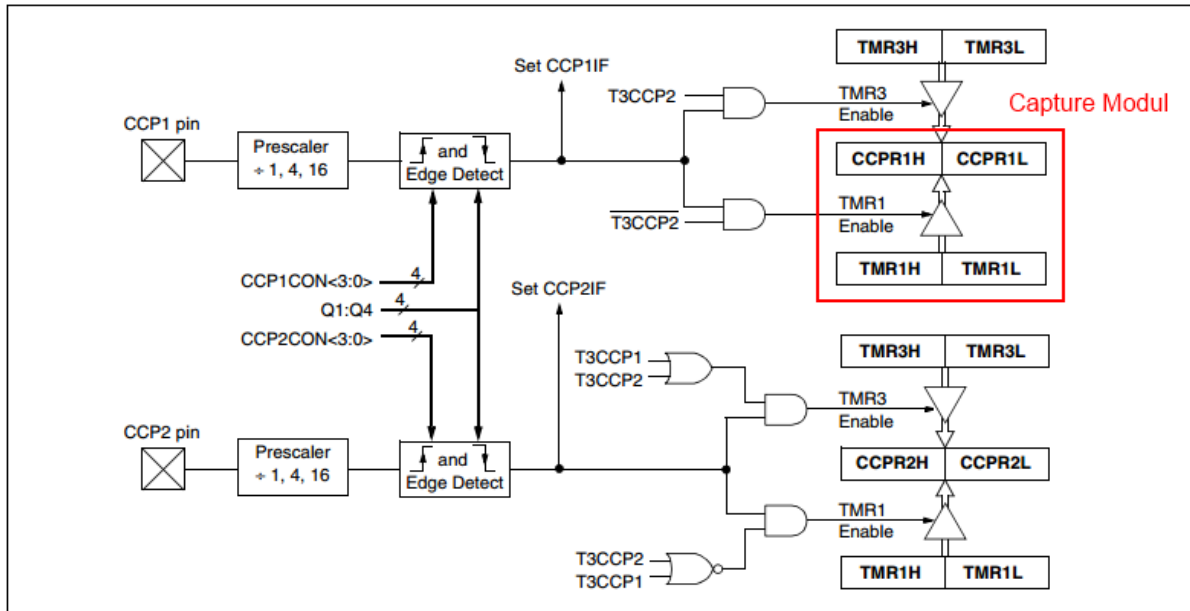 TMR3H TMR3L
Set CCP1IF
T3CCP2
TMR3
Enable
Capture Modul
CCP1 pin
Prescaler
÷ 1, 4, 16
and
Edge Detect
CCPR1H CCPR1L
T3CCP2
TMR1
Enable
TMR1H TMR1L
CCP1CON<3:0>
4
Q1:Q4
4
CCP2CON<3:0>
4
Set CCP2IF
TMR3H TMR3L
T3CCP1
T3CCP2
TMR3
Enable
CCP2 pin
Prescaler
÷ 1, 4, 16
and
Edge Detect
CCPR2H CCPR2L
TMR1
Enable
T3CCP2
T3CCP1
TMR1H TMR1L